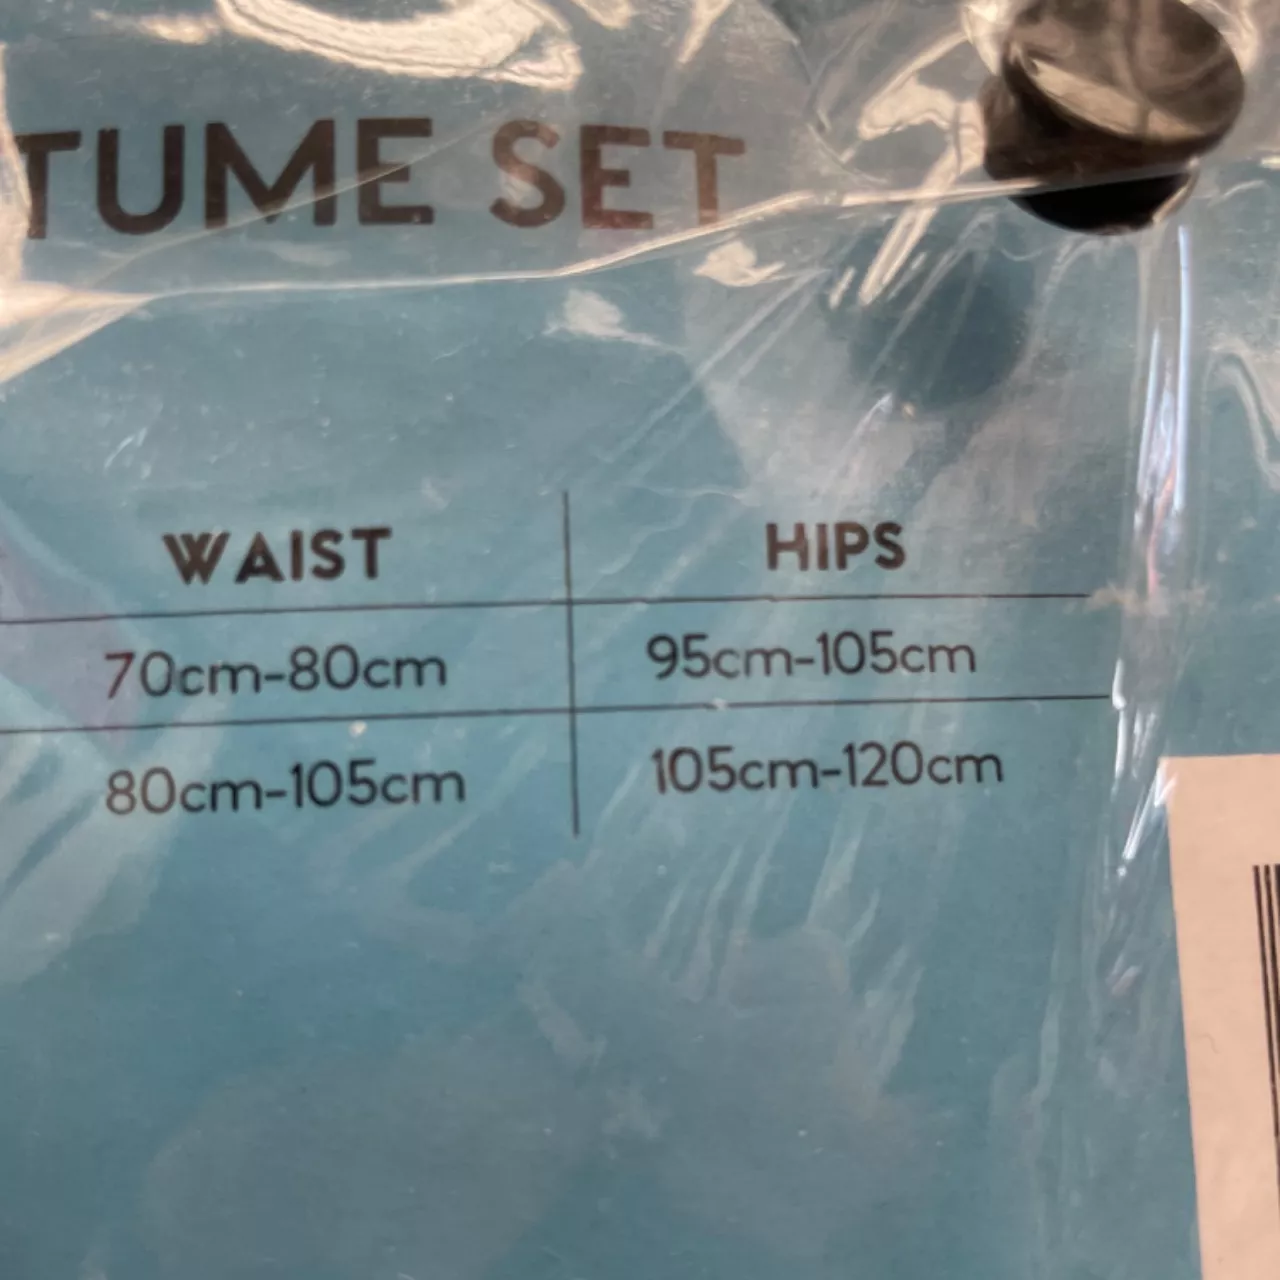 TUME SET
WAIST HIPS
70cm-80cm 95cm-105cm
80cm-105cm 105cm-120cm